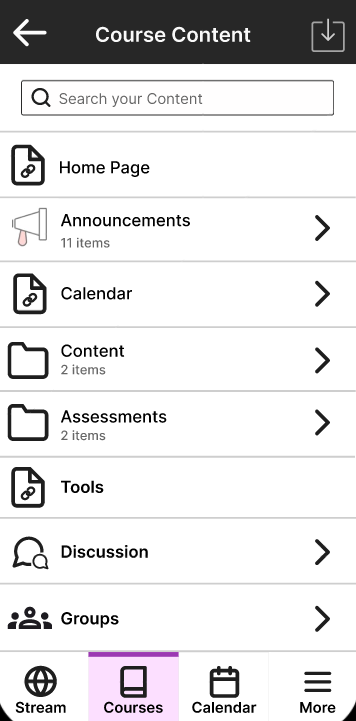 Course Content
Search your Content
Home Page
Announcements
11 items
Calendar
Content
2 items
Assessments
2 items
Tools
Discussion
Groups
Stream Courses Calendar More